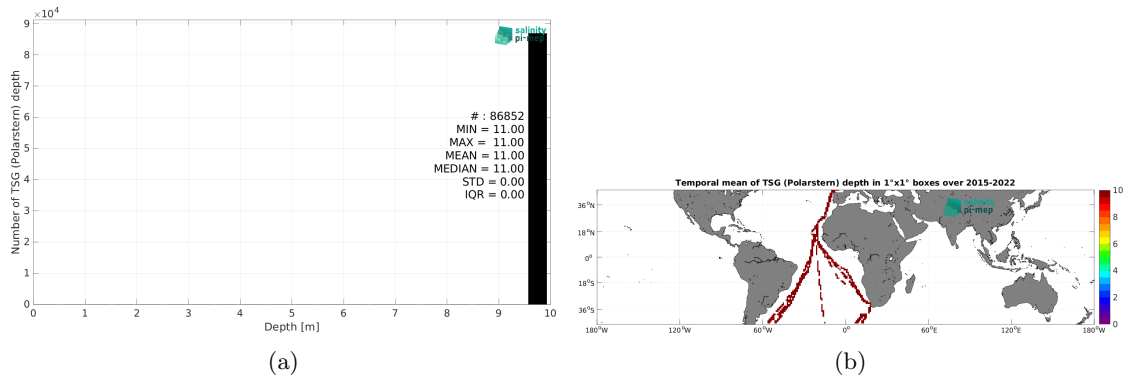 ×10⁴
9
8
7
6
5
4
3
2
1
0
Number of TSG (Polarstern) depth
salinity
pi-mep
# : 86852
MIN = 11.00
MAX = 11.00
MEAN = 11.00
MEDIAN = 11.00
STD = 0.00
IQR = 0.00
0 1 2 3 4 5 6 7 8 9 10
Depth [m]
(a)
Temporal mean of TSG (Polarstern) depth in 1°x1° boxes over 2015-2022
salinity
pi-mep
36°N
18°N
0°
18°S
36°S
180°W 120°W 60°W 0° 60°E 120°E 180°W
10
8
6
4
2
0
(b)